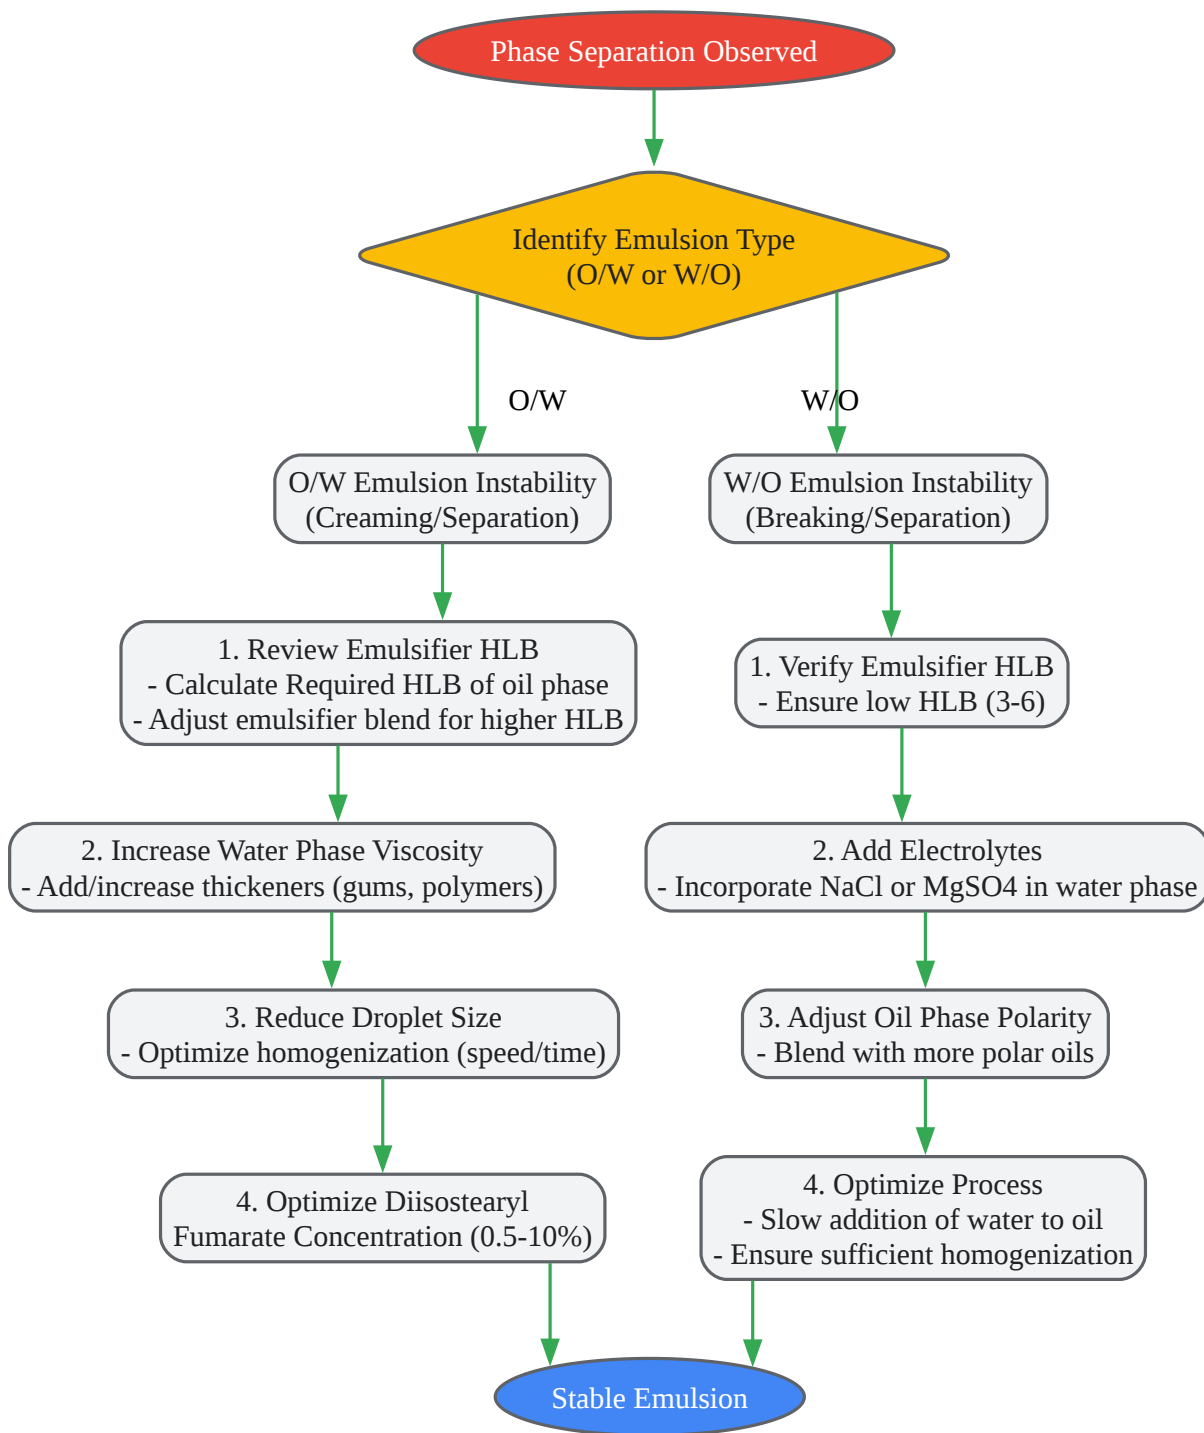 Phase Separation Observed
Identify Emulsion Type
(O/W or W/O)
O/W
W/O
O/W Emulsion Instability
(Creaming/Separation)
W/O Emulsion Instability
(Breaking/Separation)
1. Review Emulsifier HLB
- Calculate Required HLB of oil phase
- Adjust emulsifier blend for higher HLB
1. Verify Emulsifier HLB
- Ensure low HLB (3-6)
2. Increase Water Phase Viscosity
- Add/increase thickeners (gums, polymers)
2. Add Electrolytes
- Incorporate NaCl or MgSO4 in water phase
3. Reduce Droplet Size
- Optimize homogenization (speed/time)
3. Adjust Oil Phase Polarity
- Blend with more polar oils
4. Optimize Diisostearyl
Fumarate Concentration (0.5-10%)
4. Optimize Process
- Slow addition of water to oil
- Ensure sufficient homogenization
Stable Emulsion